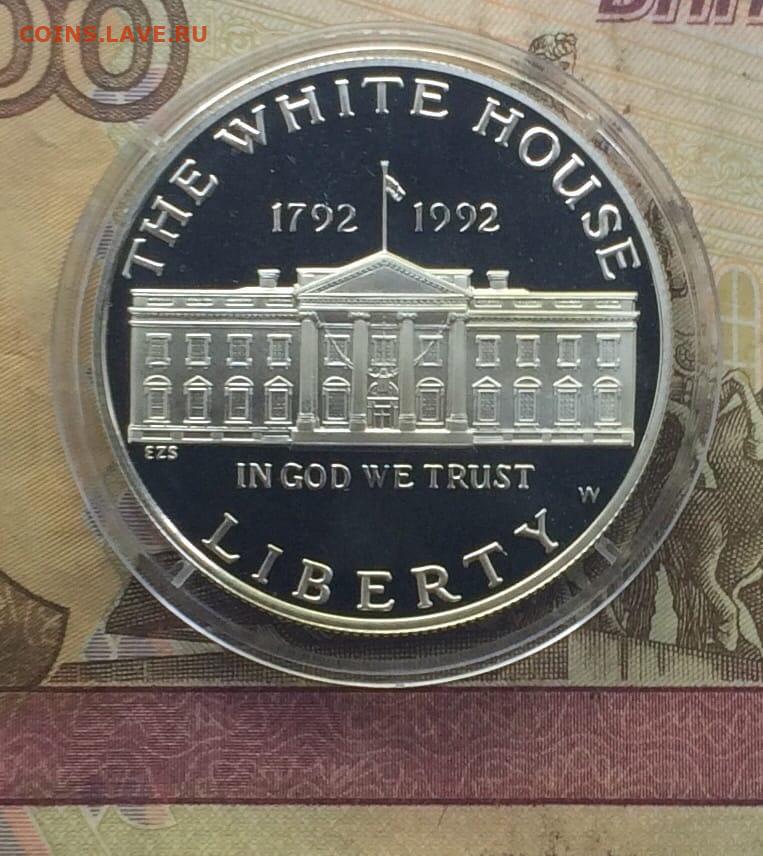 COINS.LAVE.RU
THE WHITE HOUSE
1792 1992
EZS
IN GOD WE TRUST
W
LIBERTY